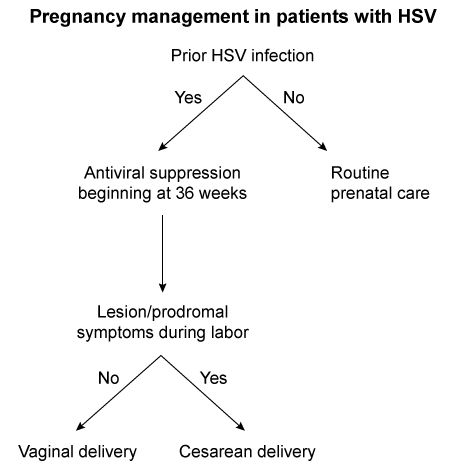 Pregnancy management in patients with HSV
Prior HSV infection
Yes
No
Antiviral suppression
beginning at 36 weeks
Routine
prenatal care
Lesion/prodromal
symptoms during labor
No
Yes
Vaginal delivery
Cesarean delivery